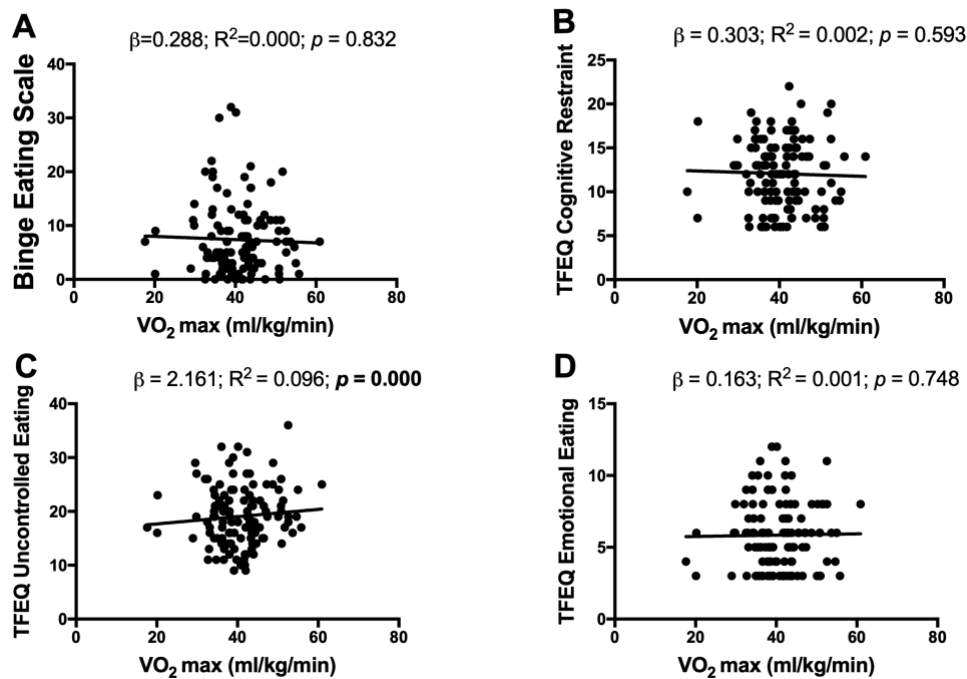 A
β=0.288; R²=0.000; p = 0.832
Binge Eating Scale
40
30
20
10
0
0 20 40 60 80
VO₂ max (ml/kg/min)
B
β = 0.303; R² = 0.002; p = 0.593
TFEQ Cognitive Restraint
25
20
15
10
5
0
0 20 40 60 80
VO₂ max (ml/kg/min)
C
β = 2.161; R² = 0.096; p = 0.000
TFEQ Uncontrolled Eating
40
30
20
10
0
0 20 40 60 80
VO₂ max (ml/kg/min)
D
β = 0.163; R² = 0.001; p = 0.748
TFEQ Emotional Eating
15
10
5
0
0 20 40 60 80
VO₂ max (ml/kg/min)